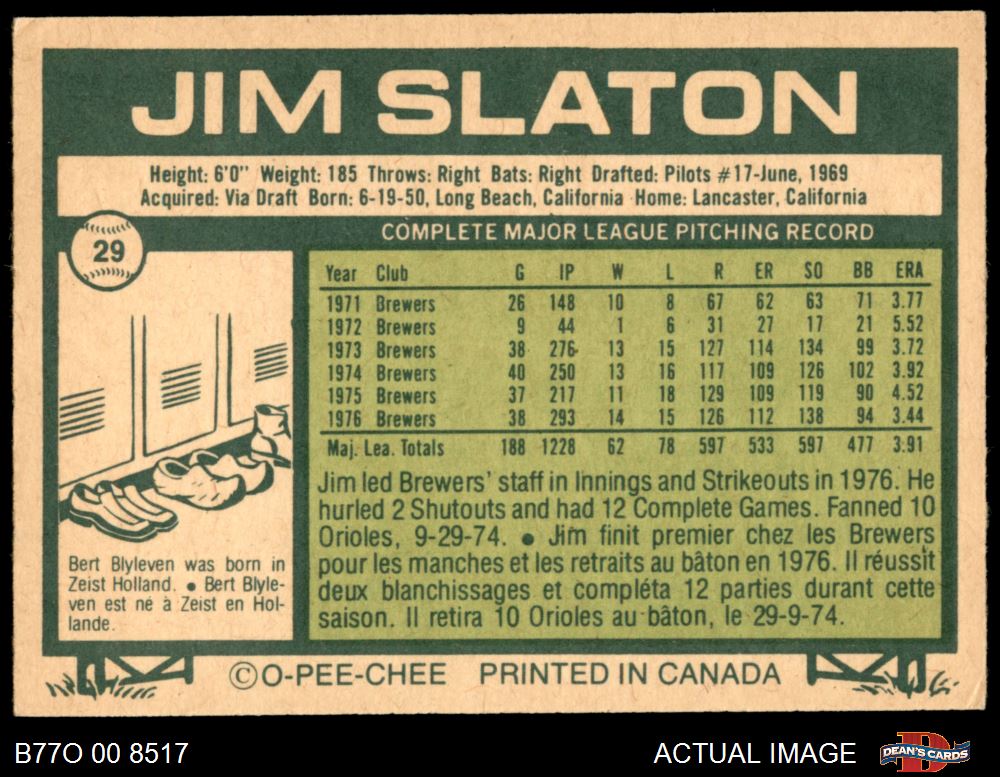 JIM SLATON
Height: 6'0" Weight: 185 Throws: Right Bats: Right Drafted: Pilots #17-June, 1969
Acquired: Via Draft Born: 6-19-50, Long Beach, California Home: Lancaster, California
29
COMPLETE MAJOR LEAGUE PITCHING RECORD
Year Club G IP W L R ER SO BB ERA
1971 Brewers 26 148 10 8 67 62 63 71 3.77
1972 Brewers 9 44 1 6 31 27 17 21 5.52
1973 Brewers 38 276 13 15 127 114 134 99 3.72
1974 Brewers 40 250 13 16 117 109 126 102 3.92
1975 Brewers 37 217 11 18 129 109 119 90 4.52
1976 Brewers 38 293 14 15 126 112 138 94 3.44
Maj. Lea. Totals 188 1228 62 78 597 533 597 477 3.91
Jim led Brewers' staff in Innings and Strikeouts in 1976. He
hurled 2 Shutouts and had 12 Complete Games. Fanned 10
Orioles, 9-29-74. ● Jim finit premier chez les Brewers
pour les manches et les retraits au bâton en 1976. Il réussit
deux blanchissages et compléta 12 parties durant cette
saison. Il retira 10 Orioles au bâton, le 29-9-74.
Bert Blyleven was born in
Zeist Holland. ● Bert Blyle-
ven est né à Zeist en Hol-
lande.
©O-PEE-CHEE PRINTED IN CANADA
B77O 00 8517
ACTUAL IMAGE
DEAN'S CARDS